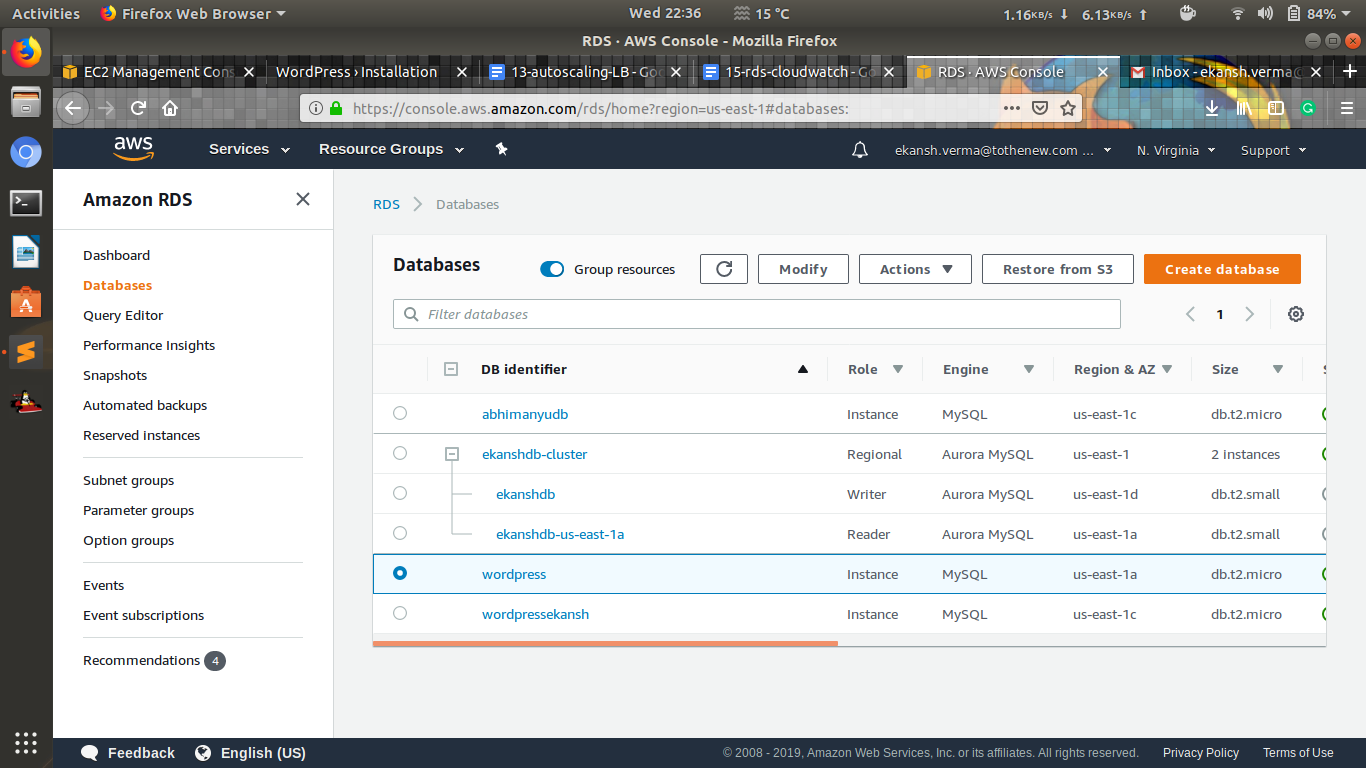 Activities Firefox Web Browser Wed 22:36 15 °C 1.16KB/s 6.13KB/s 84%
RDS · AWS Console - Mozilla Firefox
EC2 Management Cons WordPress › Installation 13-autoscaling-LB - Goo 15-rds-cloudwatch - Go RDS · AWS Console Inbox - ekansh.verma@
https://console.aws.amazon.com/rds/home?region=us-east-1#databases:
aws Services Resource Groups ekansh.verma@tothenew.com ... N. Virginia Support
Amazon RDS
Dashboard
Databases
Query Editor
Performance Insights
Snapshots
Automated backups
Reserved instances
Subnet groups
Parameter groups
Option groups
Events
Event subscriptions
Recommendations 4
RDS Databases
Databases Group resources Modify Actions Restore from S3 Create database
Filter databases 1
DB identifier Role Engine Region & AZ Size
abhimanyudb Instance MySQL us-east-1c db.t2.micro
ekanshdb-cluster Regional Aurora MySQL us-east-1 2 instances
ekanshdb Writer Aurora MySQL us-east-1d db.t2.small
ekanshdb-us-east-1a Reader Aurora MySQL us-east-1a db.t2.small
wordpress Instance MySQL us-east-1a db.t2.micro
wordpressekansh Instance MySQL us-east-1c db.t2.micro
Feedback English (US) © 2008 - 2019, Amazon Web Services, Inc. or its affiliates. All rights reserved. Privacy Policy Terms of Use